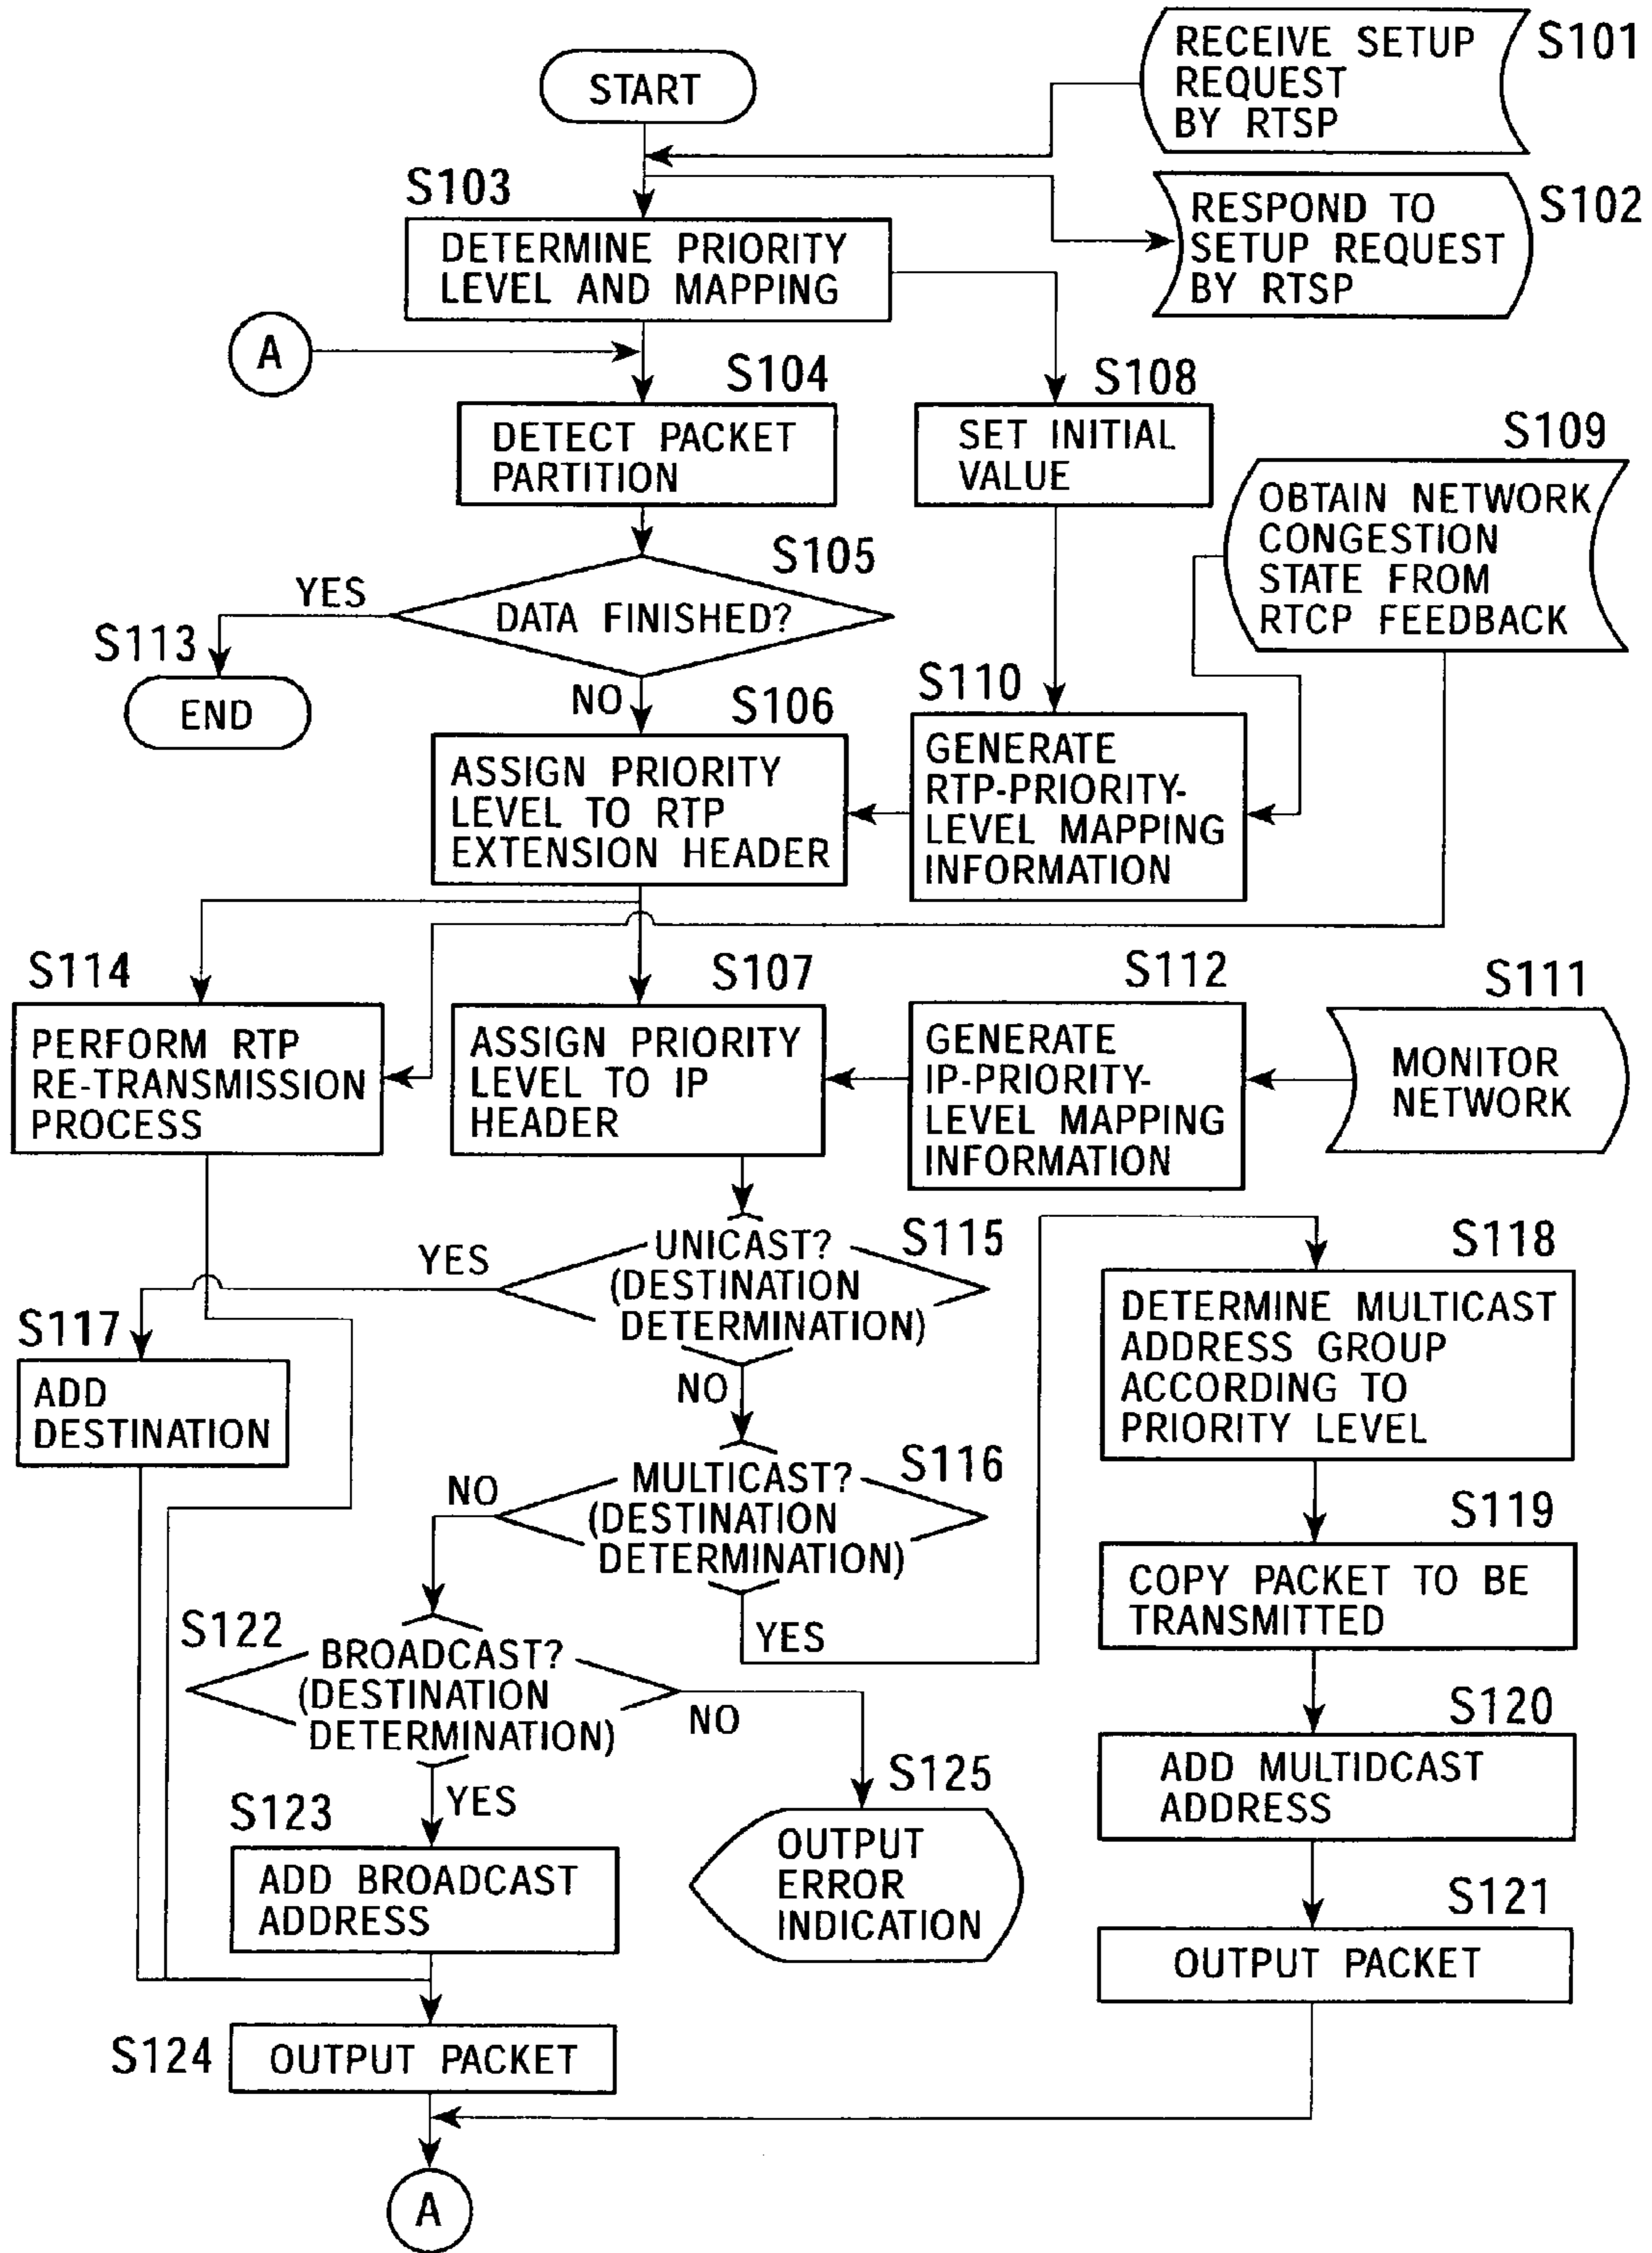 START
RECEIVE SETUP
REQUEST
BY RTSP
S101
RESPOND TO
SETUP REQUEST
BY RTSP
S102
S103
DETERMINE PRIORITY
LEVEL AND MAPPING
A
S104
DETECT PACKET
PARTITION
S108
SET INITIAL
VALUE
S109
OBTAIN NETWORK
CONGESTION
STATE FROM
RTCP FEEDBACK
S105
DATA FINISHED?
YES
S113
END
NO
S106
ASSIGN PRIORITY
LEVEL TO RTP
EXTENSION HEADER
S110
GENERATE
RTP-PRIORITY-
LEVEL MAPPING
INFORMATION
S114
PERFORM RTP
RE-TRANSMISSION
PROCESS
S107
ASSIGN PRIORITY
LEVEL TO IP
HEADER
S112
GENERATE
IP-PRIORITY-
LEVEL MAPPING
INFORMATION
S111
MONITOR
NETWORK
S115
UNICAST?
(DESTINATION
DETERMINATION)
YES
S117
ADD
DESTINATION
NO
S116
MULTICAST?
(DESTINATION
DETERMINATION)
NO
YES
S118
DETERMINE MULTICAST
ADDRESS GROUP
ACCORDING TO
PRIORITY LEVEL
S119
COPY PACKET TO BE
TRANSMITTED
S120
ADD MULTIDCAST
ADDRESS
S121
OUTPUT PACKET
S122
BROADCAST?
(DESTINATION
DETERMINATION)
NO
YES
S125
OUTPUT
ERROR
INDICATION
S123
ADD BROADCAST
ADDRESS
S124
OUTPUT PACKET
A